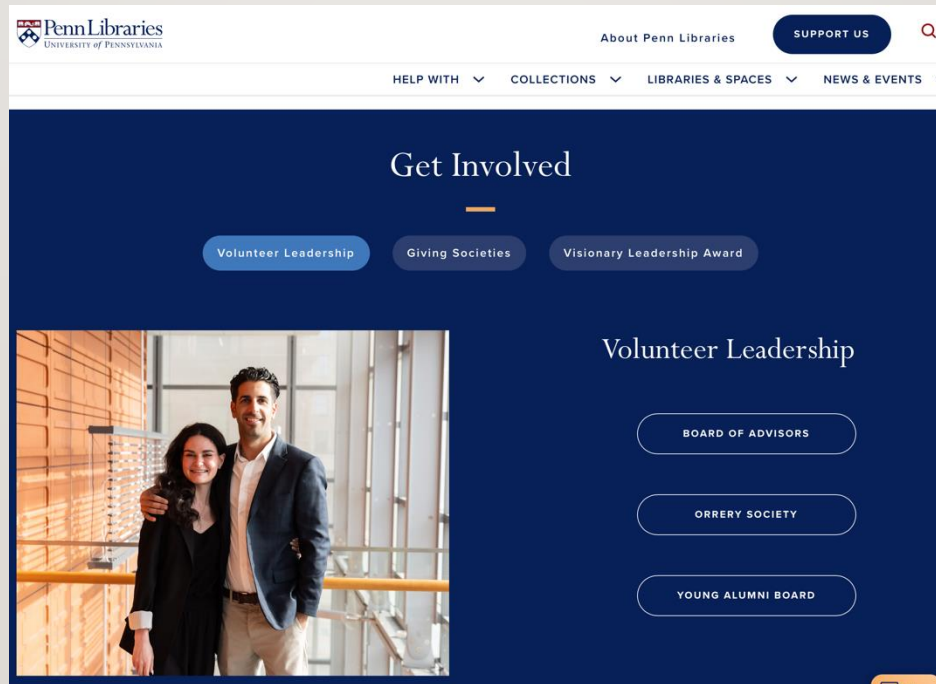 Penn Libraries
UNIVERSITY of PENNSYLVANIA
About Penn Libraries
SUPPORT US
HELP WITH
COLLECTIONS
LIBRARIES & SPACES
NEWS & EVENTS
Get Involved
Volunteer Leadership
Giving Societies
Visionary Leadership Award
Volunteer Leadership
BOARD OF ADVISORS
ORRERY SOCIETY
YOUNG ALUMNI BOARD